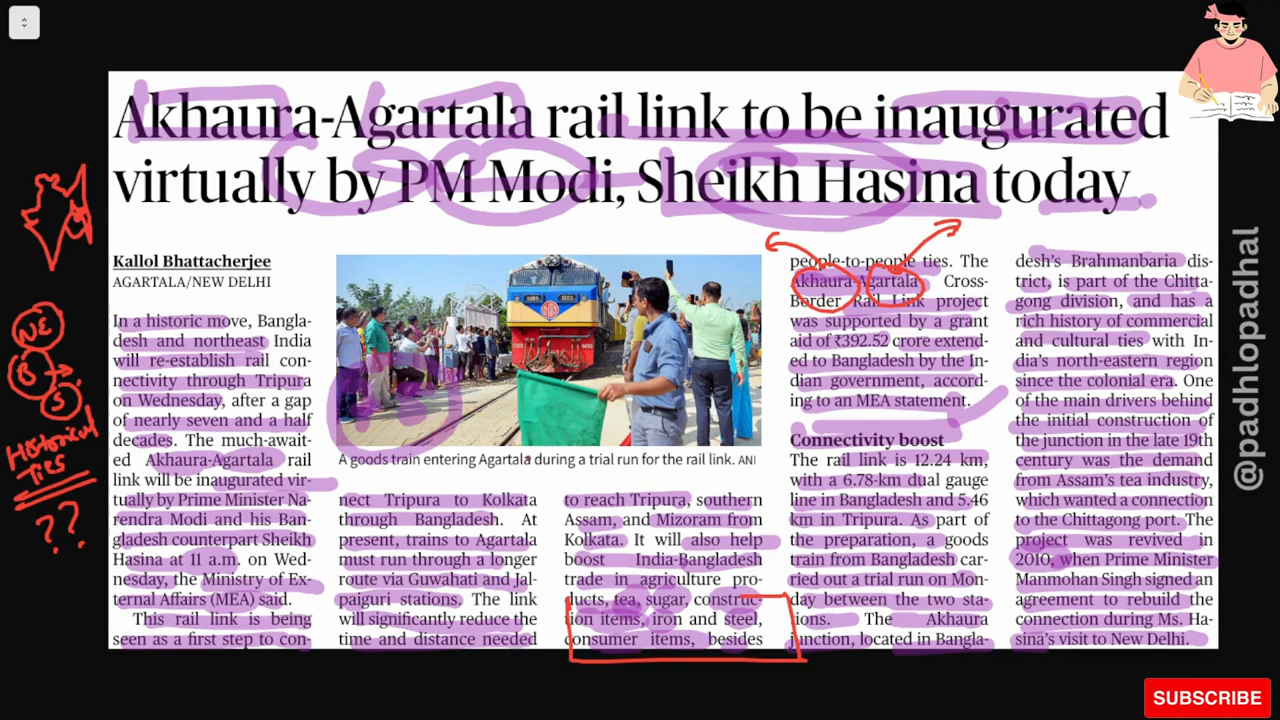 Akhaura-Agartala rail link to be inaugurated
virtually by PM Modi, Sheikh Hasina today
Kallol Bhattacherjee
AGARTALA/NEW DELHI
In a historic move, Bangla-
desh and northeast India
will re-establish rail con-
nectivity through Tripura
on Wednesday, after a gap
of nearly seven and a half
decades. The much-await-
ed Akhaura-Agartala rail
link will be inaugurated vir-
tually by Prime Minister Na-
rendra Modi and his Ban-
gladesh counterpart Sheikh
Hasina at 11 a.m. on Wed-
nesday, the Ministry of Ex-
ternal Affairs (MEA) said.
This rail link is being
seen as a first step to con-
A goods train entering Agartala during a trial run for the rail link. ANI
nect Tripura to Kolkata
through Bangladesh. At
present, trains to Agartala
must run through a longer
route via Guwahati and Jal-
paiguri stations. The link
will significantly reduce the
time and distance needed
to reach Tripura, southern
Assam, and Mizoram from
Kolkata. It will also help
boost India-Bangladesh
trade in agriculture pro-
ducts, tea, sugar, construc-
tion items, iron and steel,
consumer items, besides
people-to-people ties. The
Akhaura-Agartala Cross-
Border Rail Link project
was supported by a grant
aid of ₹392.52 crore extend-
ed to Bangladesh by the In-
dian government, accord-
ing to an MEA statement.
Connectivity boost
The rail link is 12.24 km,
with a 6.78-km dual gauge
line in Bangladesh and 5.46
km in Tripura. As part of
the preparation, a goods
train from Bangladesh car-
ried out a trial run on Mon-
day between the two sta-
tions. The Akhaura
junction, located in Bangla-
desh's Brahmanbaria dis-
trict, is part of the Chitta-
gong division, and has a
rich history of commercial
and cultural ties with In-
dia's north-eastern region
since the colonial era. One
of the main drivers behind
the initial construction of
the junction in the late 19th
century was the demand
from Assam's tea industry,
which wanted a connection
to the Chittagong port. The
project was revived in
2010, when Prime Minister
Manmohan Singh signed an
agreement to rebuild the
connection during Ms. Ha-
sina's visit to New Delhi.
NE
B
S
Historical
Ties
??
@padhlopadhal
SUBSCRIBE